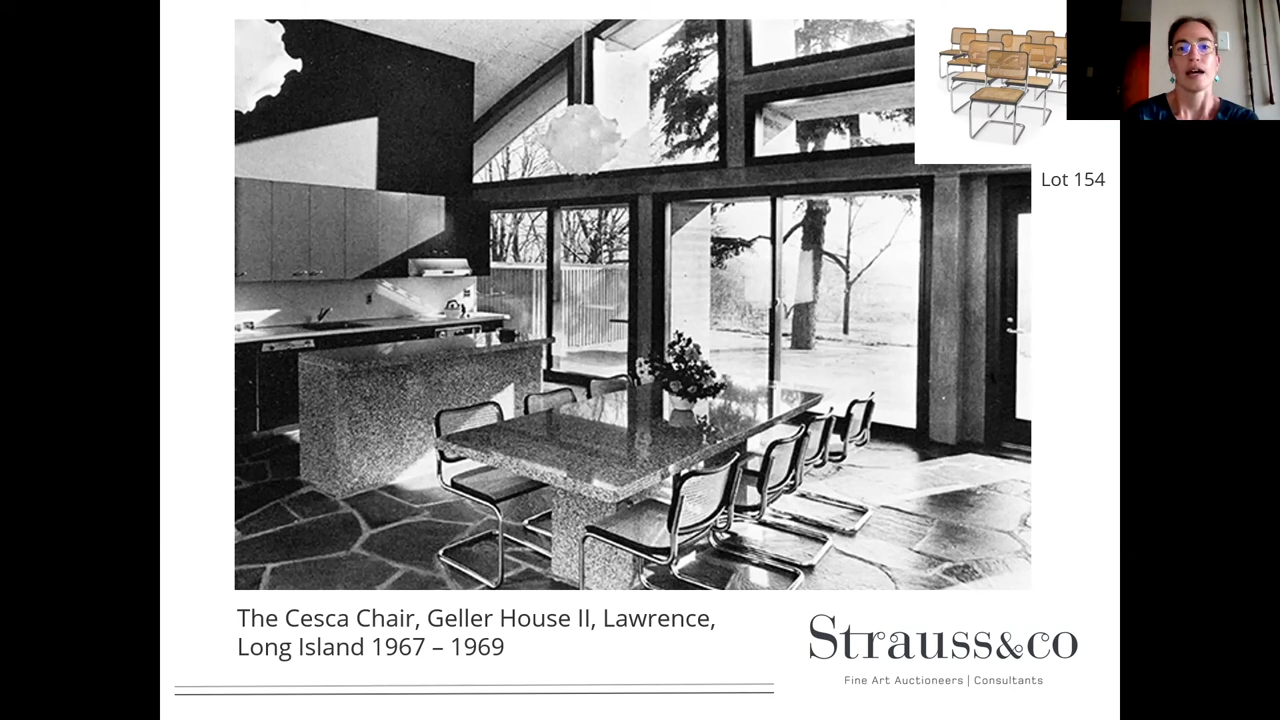 Lot 154
The Cesca Chair, Geller House II, Lawrence,
Long Island 1967 – 1969
Strauss&co
Fine Art Auctioneers | Consultants